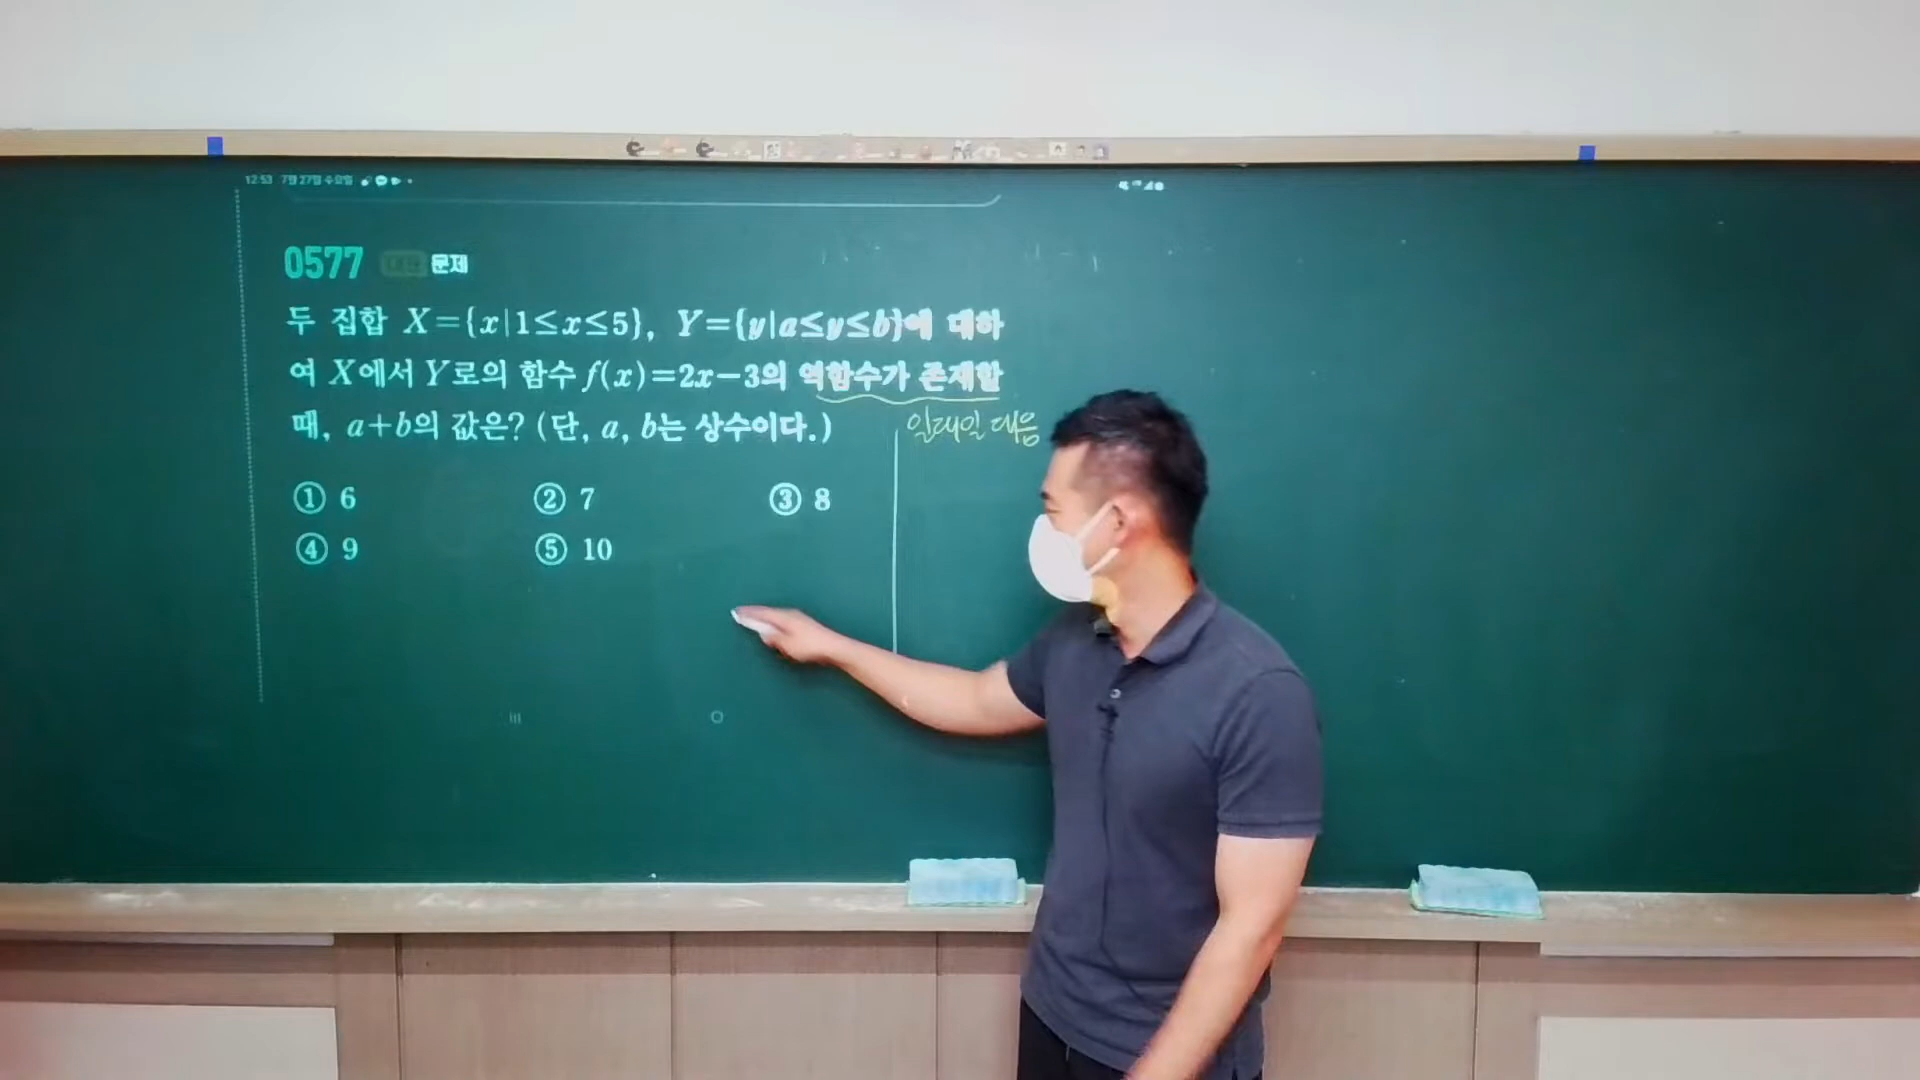 12:53 7월 27일 수요일
0577 대표 문제
두 집합 X={x|1≤x≤5}, Y={y|a≤y≤b}에 대하
여 X에서 Y로의 함수 f(x)=2x-3의 역함수가 존재할
때, a+b의 값은? (단, a, b는 상수이다.)
일대일 대응
① 6 ② 7 ③ 8
④ 9 ⑤ 10